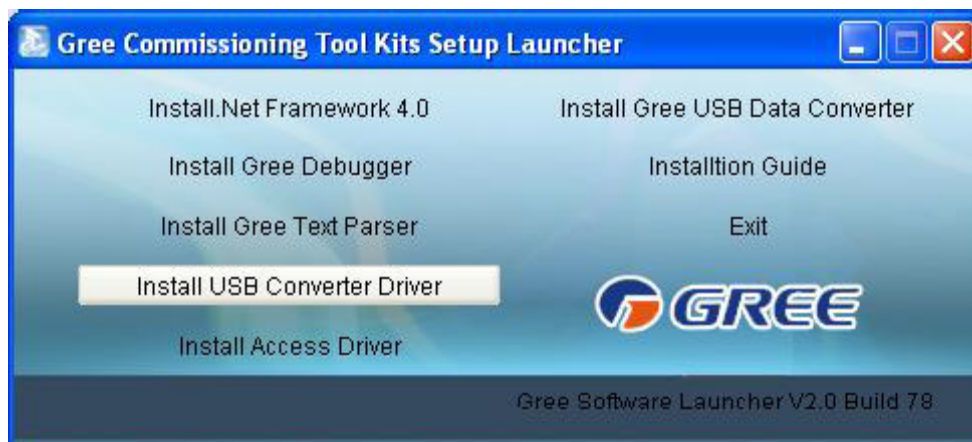 Gree Commissioning Tool Kits Setup Launcher
Install.Net Framework 4.0
Install Gree USB Data Converter
Install Gree Debugger
Installtion Guide
Install Gree Text Parser
Exit
Install USB Converter Driver
GREE
Install Access Driver
Gree Software Launcher V2.0 Build 78